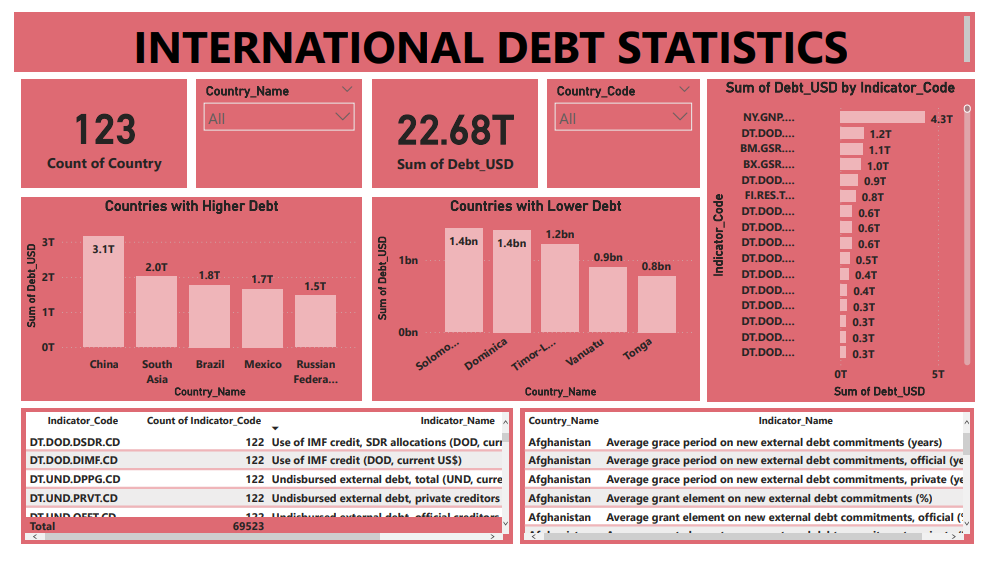 INTERNATIONAL DEBT STATISTICS
123
Count of Country
Country_Name
All
22.68T
Sum of Debt_USD
Country_Code
All
Sum of Debt_USD by Indicator_Code
Indicator_Code
NY.GNP.... 4.3T
DT.DOD.... 1.2T
BM.GSR.... 1.1T
BX.GSR.... 1.0T
DT.DOD.... 0.9T
FI.RES.T... 0.8T
DT.DOD.... 0.6T
DT.DOD.... 0.6T
DT.DOD.... 0.6T
DT.DOD.... 0.5T
DT.DOD.... 0.4T
DT.DOD.... 0.4T
DT.DOD.... 0.3T
DT.DOD.... 0.3T
DT.DOD.... 0.3T
DT.DOD.... 0.3T
0T 5T
Sum of Debt_USD
Countries with Higher Debt
Sum of Debt_USD
3T
2T
1T
0T
3.1T 2.0T 1.8T 1.7T 1.5T
China South Brazil Mexico Russian
Asia Federa...
Country_Name
Countries with Lower Debt
Sum of Debt_USD
1bn
0bn
1.4bn 1.4bn 1.2bn 0.9bn 0.8bn
Solomo... Dominica Timor-L... Vanuatu Tonga
Country_Name
Indicator_Code Count of Indicator_Code Indicator_Name
DT.DOD.DSDR.CD 122 Use of IMF credit, SDR allocations (DOD, curr
DT.DOD.DIMF.CD 122 Use of IMF credit (DOD, current US$)
DT.UND.DPPG.CD 122 Undisbursed external debt, total (UND, curre
DT.UND.PRVT.CD 122 Undisbursed external debt, private creditors
DT.UND.OFFT.CD 122 Undisbursed external debt, official creditors
Total 69523
Country_Name Indicator_Name
Afghanistan Average grace period on new external debt commitments (years)
Afghanistan Average grace period on new external debt commitments, official (ye
Afghanistan Average grace period on new external debt commitments, private (ye
Afghanistan Average grant element on new external debt commitments (%)
Afghanistan Average grant element on new external debt commitments, official (%